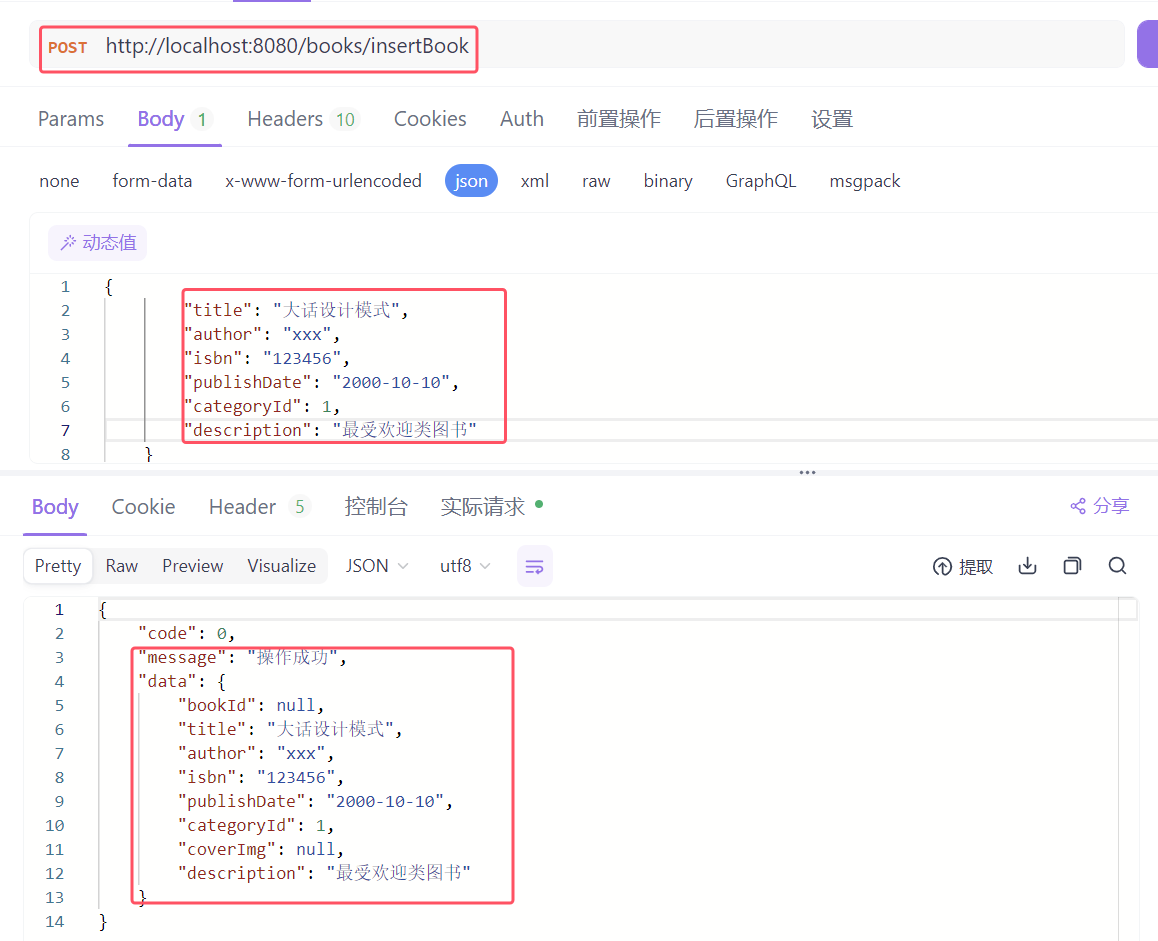 POST http://localhost:8080/books/insertBook
Params Body 1 Headers 10 Cookies Auth 前置操作 后置操作 设置
none form-data x-www-form-urlencoded json xml raw binary GraphQL msgpack
动态值
1 {
2 "title": "大话设计模式",
3 "author": "xxx",
4 "isbn": "123456",
5 "publishDate": "2000-10-10",
6 "categoryId": 1,
7 "description": "最受欢迎类图书"
8 }
Body Cookie Header 5 控制台 实际请求 分享
Pretty Raw Preview Visualize JSON utf8 提取
1 {
2 "code": 0,
3 "message": "操作成功",
4 "data": {
5 "bookId": null,
6 "title": "大话设计模式",
7 "author": "xxx",
8 "isbn": "123456",
9 "publishDate": "2000-10-10",
10 "categoryId": 1,
11 "coverImg": null,
12 "description": "最受欢迎类图书"
13 }
14 }